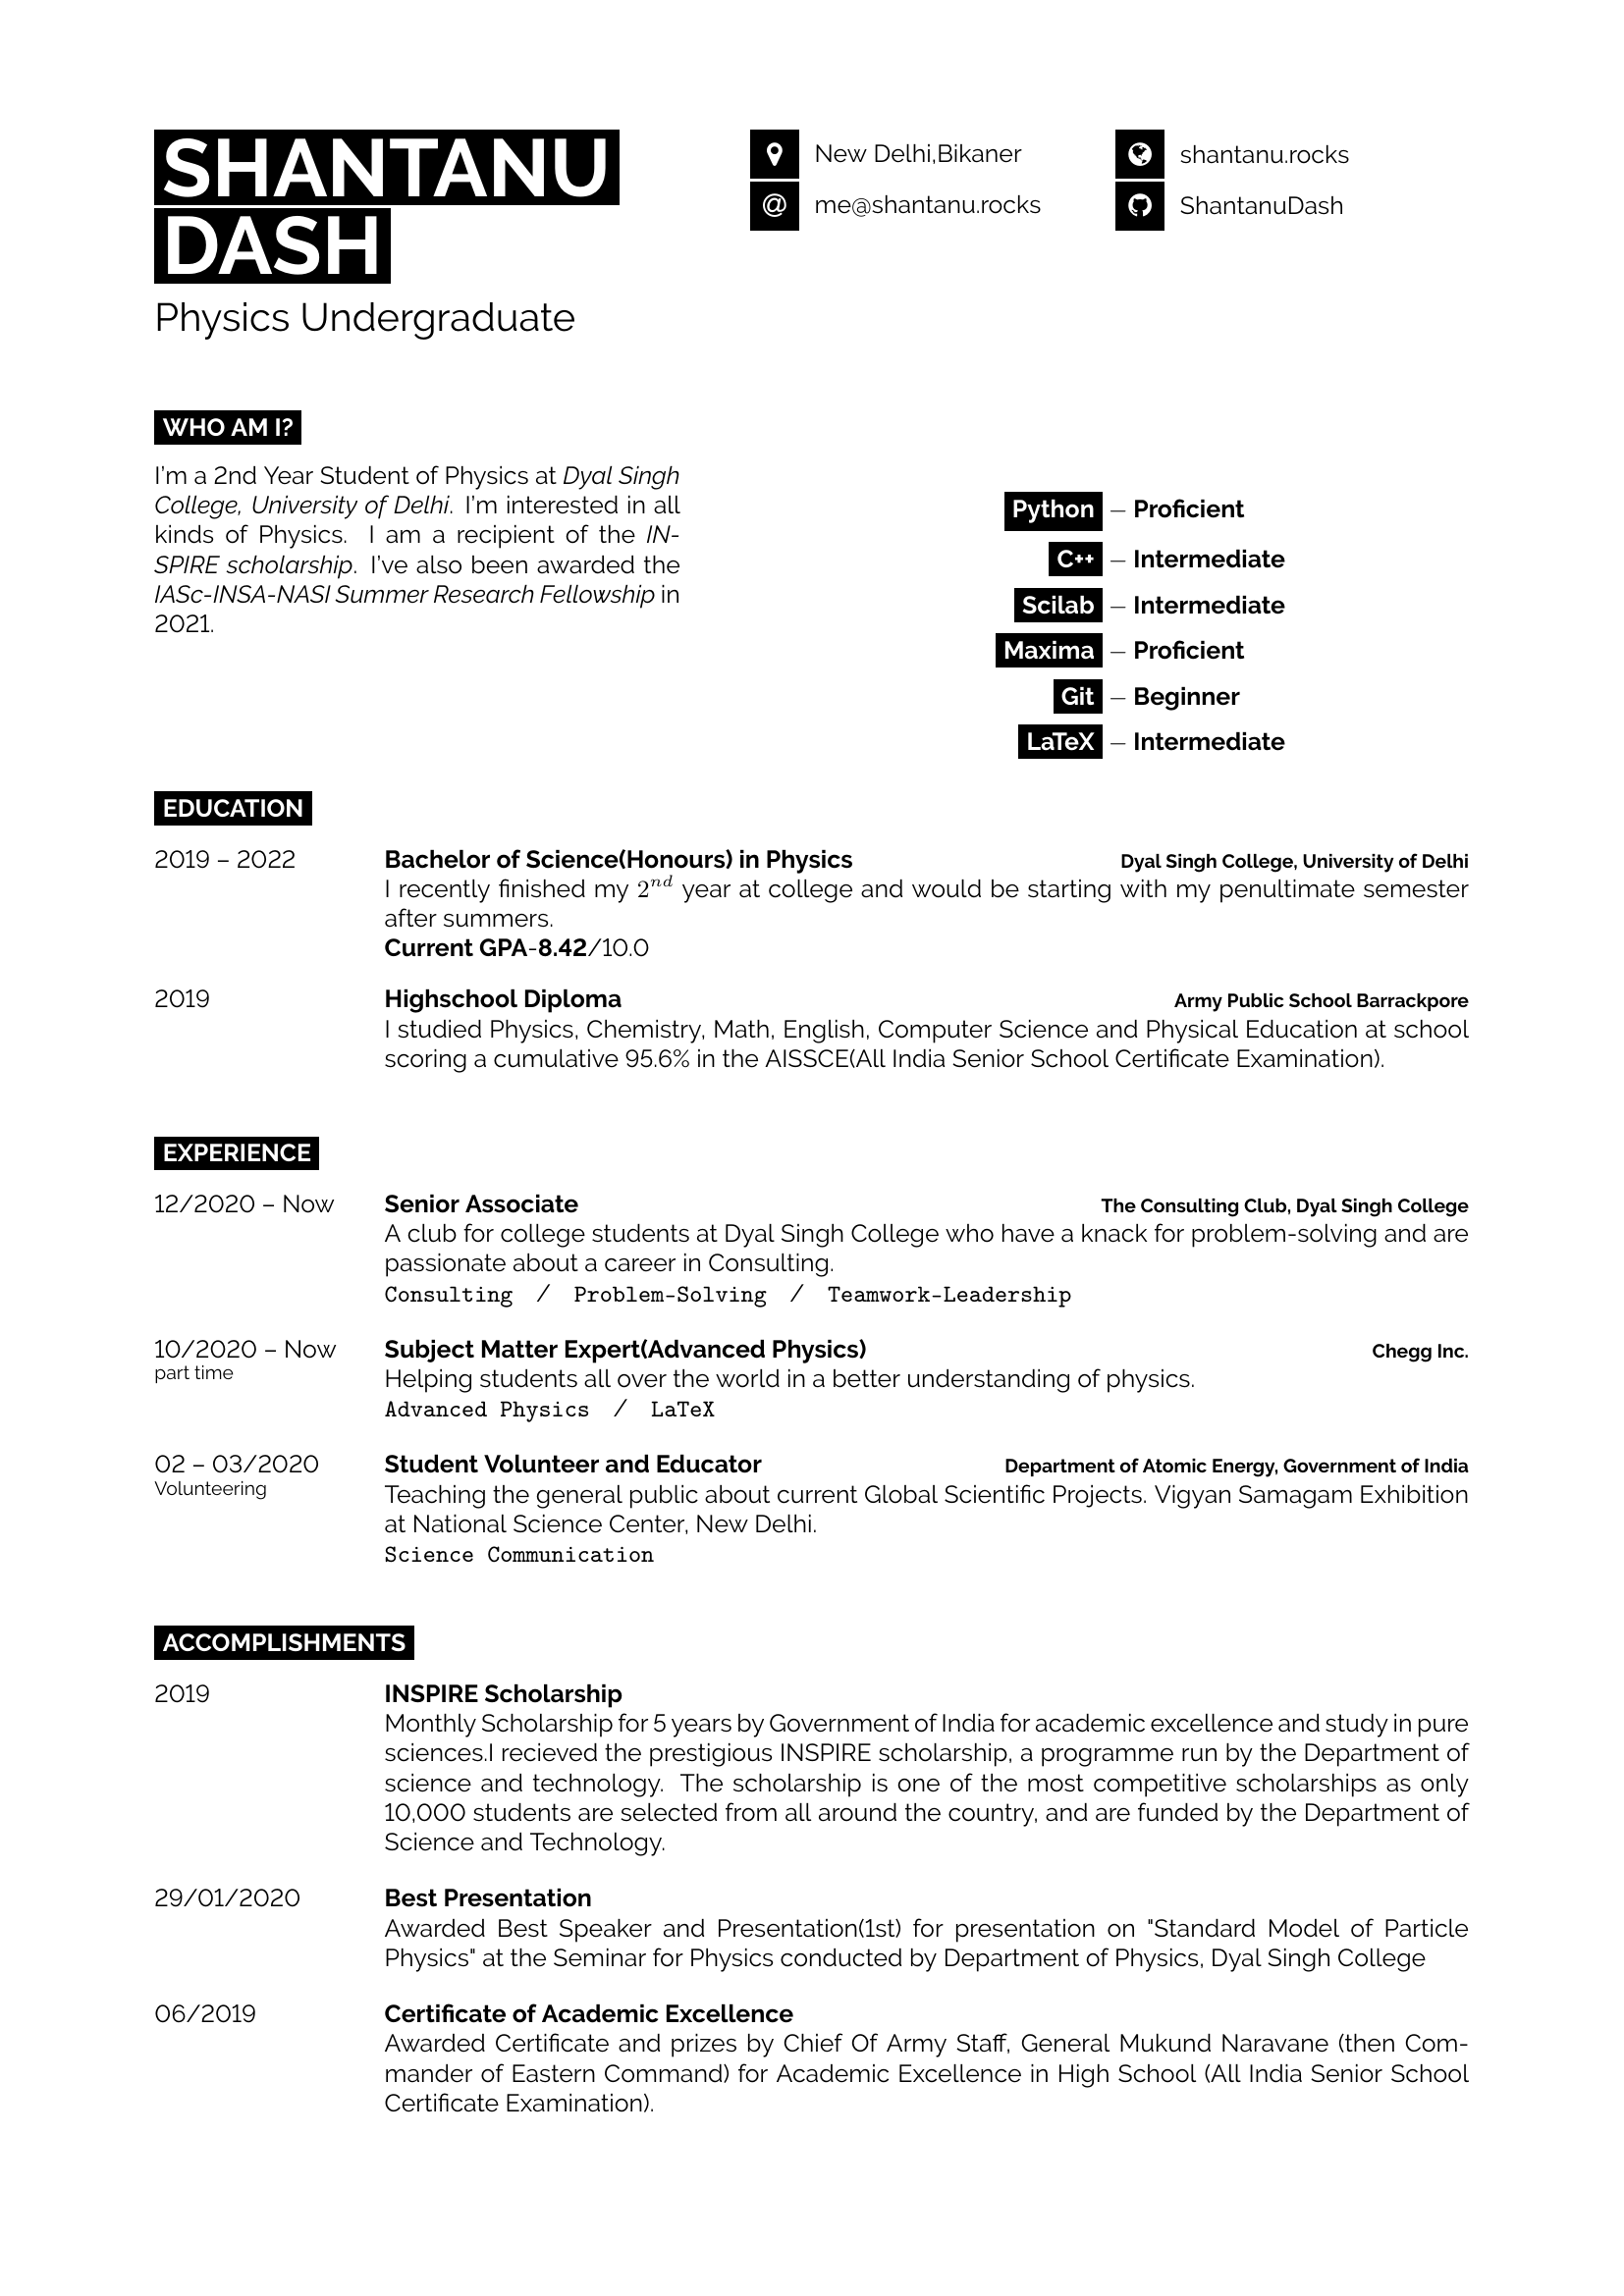 SHANTANU
DASH
Physics Undergraduate
New Delhi,Bikaner
shantanu.rocks
me@shantanu.rocks
ShantanuDash
WHO AM I?
I'm a 2nd Year Student of Physics at Dyal Singh
College, University of Delhi. I'm interested in all
kinds of Physics. I am a recipient of the IN-
SPIRE scholarship. I've also been awarded the
IASc-INSA-NASI Summer Research Fellowship in
2021.
Python – Proficient
C++ – Intermediate
Scilab – Intermediate
Maxima – Proficient
Git – Beginner
LaTeX – Intermediate
EDUCATION
2019 – 2022 Bachelor of Science(Honours) in Physics Dyal Singh College, University of Delhi
I recently finished my 2nd year at college and would be starting with my penultimate semester
after summers.
Current GPA-8.42/10.0
2019 Highschool Diploma Army Public School Barrackpore
I studied Physics, Chemistry, Math, English, Computer Science and Physical Education at school
scoring a cumulative 95.6% in the AISSCE(All India Senior School Certificate Examination).
EXPERIENCE
12/2020 – Now Senior Associate The Consulting Club, Dyal Singh College
A club for college students at Dyal Singh College who have a knack for problem-solving and are
passionate about a career in Consulting.
Consulting / Problem-Solving / Teamwork-Leadership
10/2020 – Now Subject Matter Expert(Advanced Physics) Chegg Inc.
part time Helping students all over the world in a better understanding of physics.
Advanced Physics / LaTeX
02 – 03/2020 Student Volunteer and Educator Department of Atomic Energy, Government of India
Volunteering Teaching the general public about current Global Scientific Projects. Vigyan Samagam Exhibition
at National Science Center, New Delhi.
Science Communication
ACCOMPLISHMENTS
2019 INSPIRE Scholarship
Monthly Scholarship for 5 years by Government of India for academic excellence and study in pure
sciences.I recieved the prestigious INSPIRE scholarship, a programme run by the Department of
science and technology. The scholarship is one of the most competitive scholarships as only
10,000 students are selected from all around the country, and are funded by the Department of
Science and Technology.
29/01/2020 Best Presentation
Awarded Best Speaker and Presentation(1st) for presentation on "Standard Model of Particle
Physics" at the Seminar for Physics conducted by Department of Physics, Dyal Singh College
06/2019 Certificate of Academic Excellence
Awarded Certificate and prizes by Chief Of Army Staff, General Mukund Naravane (then Com-
mander of Eastern Command) for Academic Excellence in High School (All India Senior School
Certificate Examination).